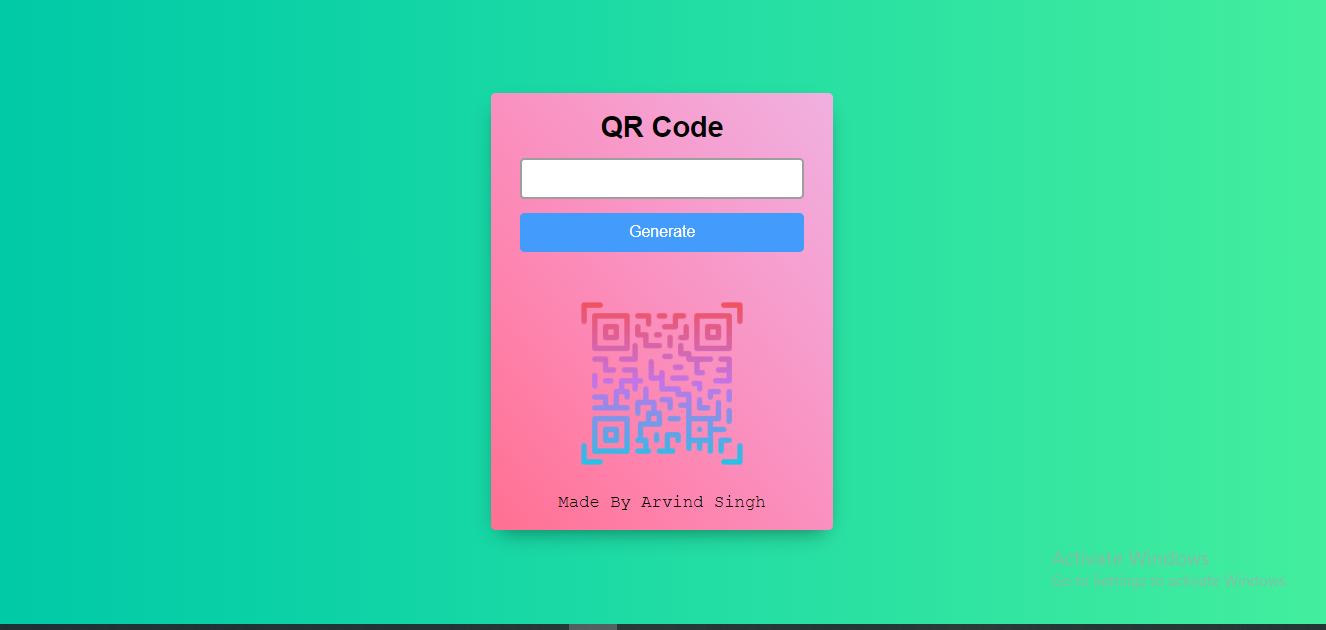 QR Code
Generate
Made By Arvind Singh
Activate Windows
Go to Settings to activate Windows.